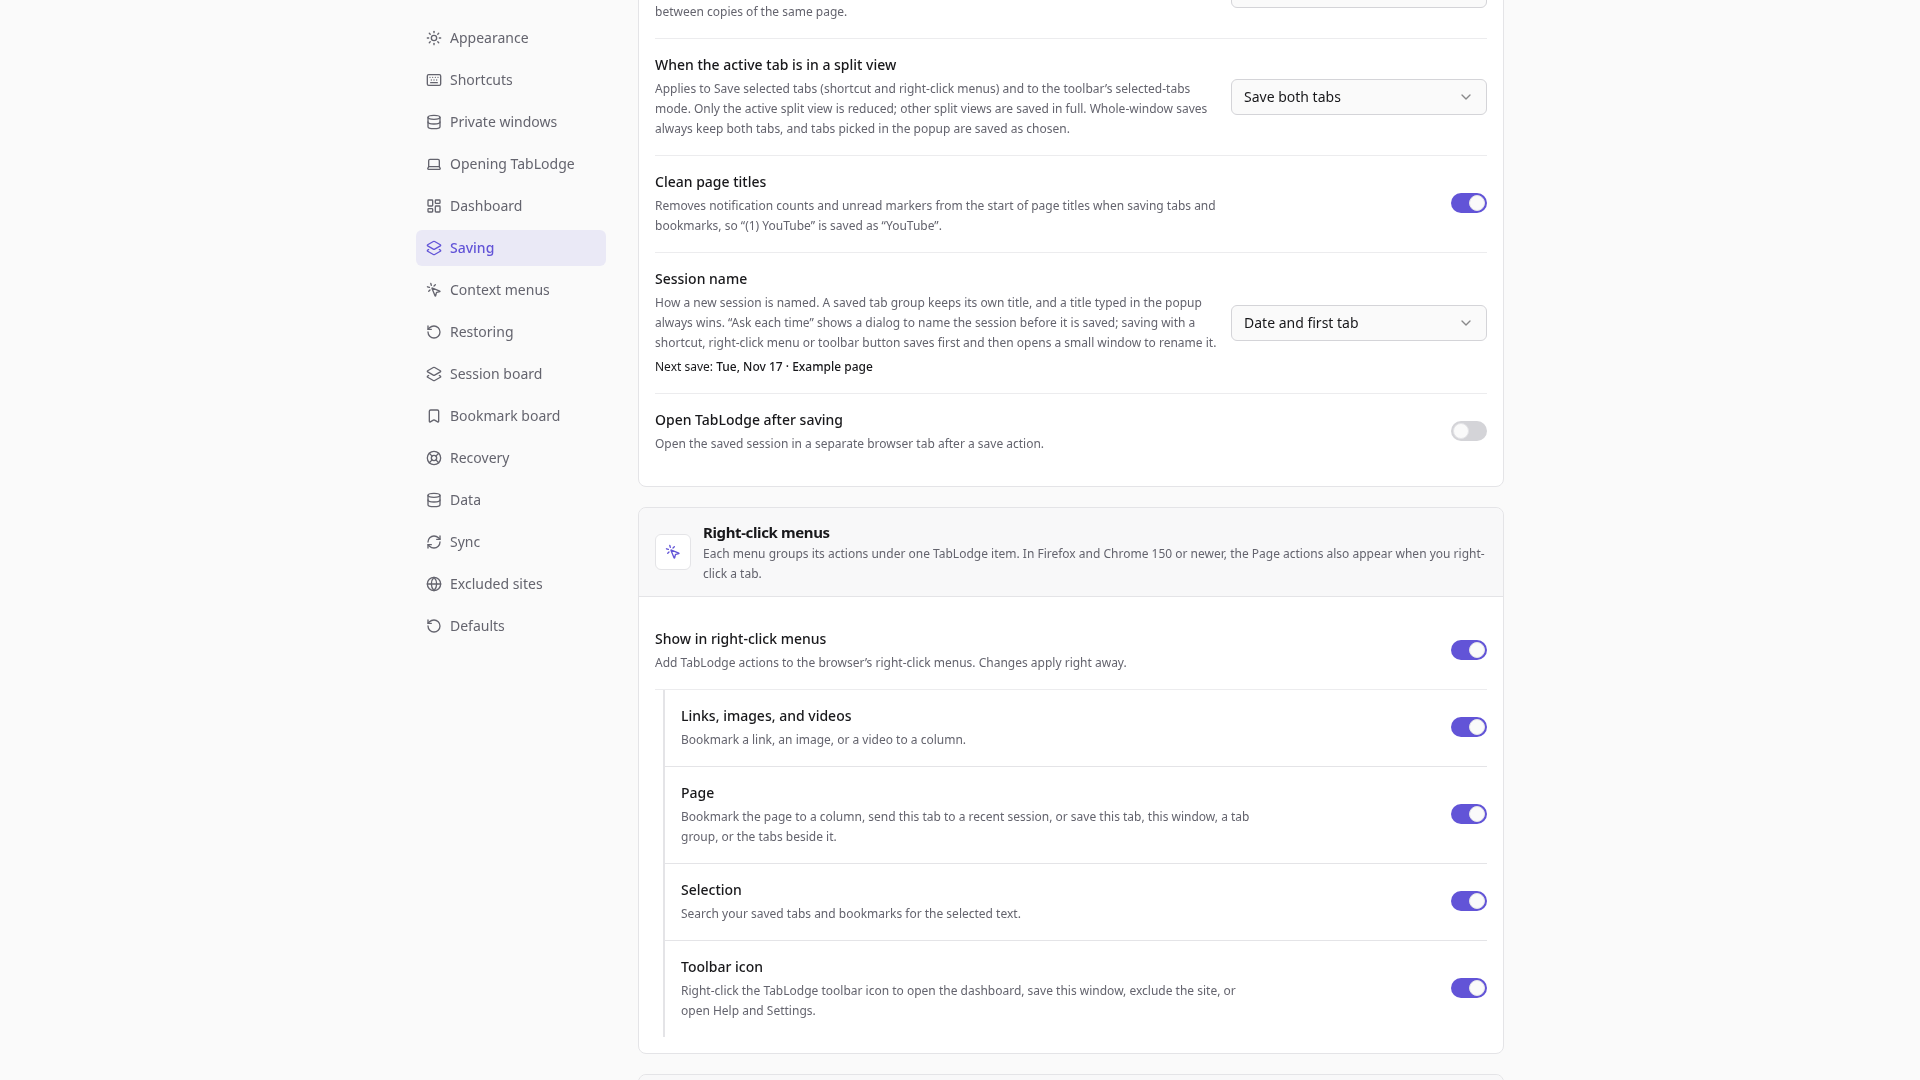 Appearance
Shortcuts
Private windows
Opening TabLodge
Dashboard
Saving
Context menus
Restoring
Session board
Bookmark board
Recovery
Data
Sync
Excluded sites
Defaults
between copies of the same page.
When the active tab is in a split view
Applies to Save selected tabs (shortcut and right-click menus) and to the toolbar’s selected-tabs
mode. Only the active split view is reduced; other split views are saved in full. Whole-window saves
always keep both tabs, and tabs picked in the popup are saved as chosen.
Save both tabs
Clean page titles
Removes notification counts and unread markers from the start of page titles when saving tabs and
bookmarks, so “(1) YouTube” is saved as “YouTube”.
Session name
How a new session is named. A saved tab group keeps its own title, and a title typed in the popup
always wins. “Ask each time” shows a dialog to name the session before it is saved; saving with a
shortcut, right-click menu or toolbar button saves first and then opens a small window to rename it.
Next save: Tue, Nov 17 · Example page
Date and first tab
Open TabLodge after saving
Open the saved session in a separate browser tab after a save action.
Right-click menus
Each menu groups its actions under one TabLodge item. In Firefox and Chrome 150 or newer, the Page actions also appear when you right-
click a tab.
Show in right-click menus
Add TabLodge actions to the browser’s right-click menus. Changes apply right away.
Links, images, and videos
Bookmark a link, an image, or a video to a column.
Page
Bookmark the page to a column, send this tab to a recent session, or save this tab, this window, a tab
group, or the tabs beside it.
Selection
Search your saved tabs and bookmarks for the selected text.
Toolbar icon
Right-click the TabLodge toolbar icon to open the dashboard, save this window, exclude the site, or
open Help and Settings.